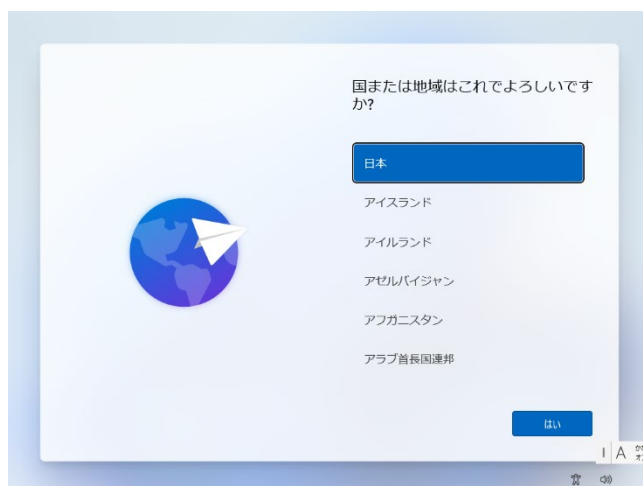 国または地域はこれでよろしいです
か?
日本
アイスランド
アイルランド
アゼルバイジャン
アフガニスタン
アラブ首長国連邦
はい
A